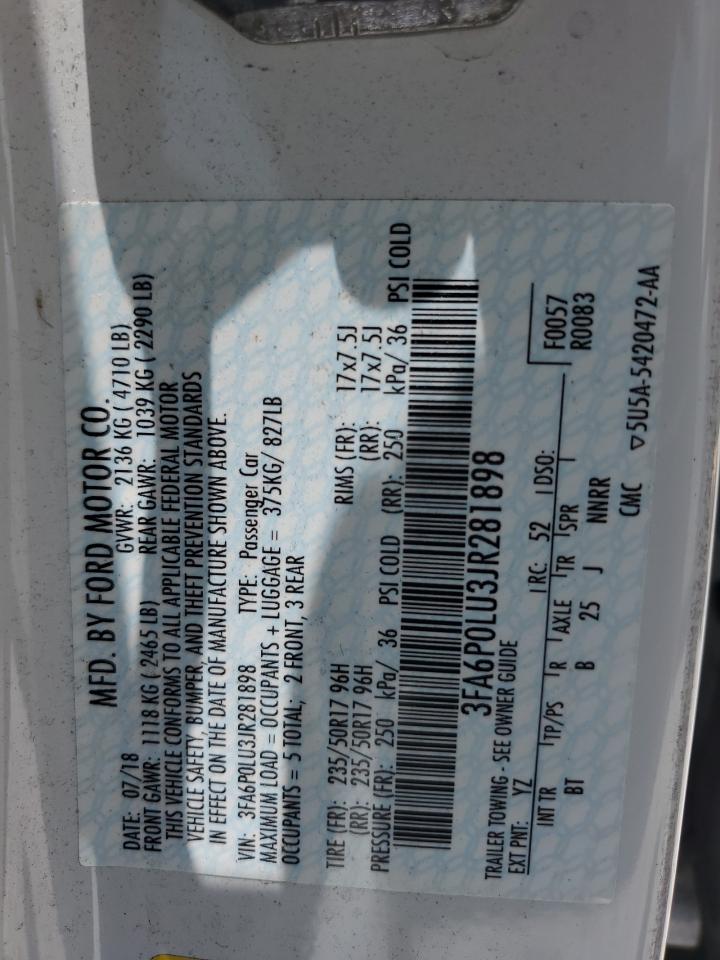 MFD. BY FORD MOTOR CO.
DATE: 07/18 GVWR: 2136 KG ( 4710 LB)
FRONT GAWR: 1118 KG ( 2465 LB) REAR GAWR: 1039 KG ( 2290 LB)
THIS VEHICLE CONFORMS TO ALL APPLICABLE FEDERAL MOTOR
VEHICLE SAFETY, BUMPER, AND THEFT PREVENTION STANDARDS
IN EFFECT ON THE DATE OF MANUFACTURE SHOWN ABOVE.
VIN: 3FA6P0LU3JR281898 TYPE: Passenger Car
MAXIMUM LOAD = OCCUPANTS + LUGGAGE = 375KG/ 827LB
OCCUPANTS = 5 TOTAL; 2 FRONT, 3 REAR
TIRE (FR): 235/50R17 96H RIMS (FR): 17x7.5J
(RR): 235/50R17 96H (RR): 17x7.5J
PRESSURE (FR): 250 kPa/ 36 PSI COLD (RR): 250 kPa/ 36 PSI COLD
3FA6P0LU3JR281898
TRAILER TOWING - SEE OWNER GUIDE F0057
EXT PNT: YZ RC: 52 DSO: R0083
INT TR TP/PS R AXLE TR SPR
BT B 25 J NNRR
CMC ▽5U5A-5420472-AA